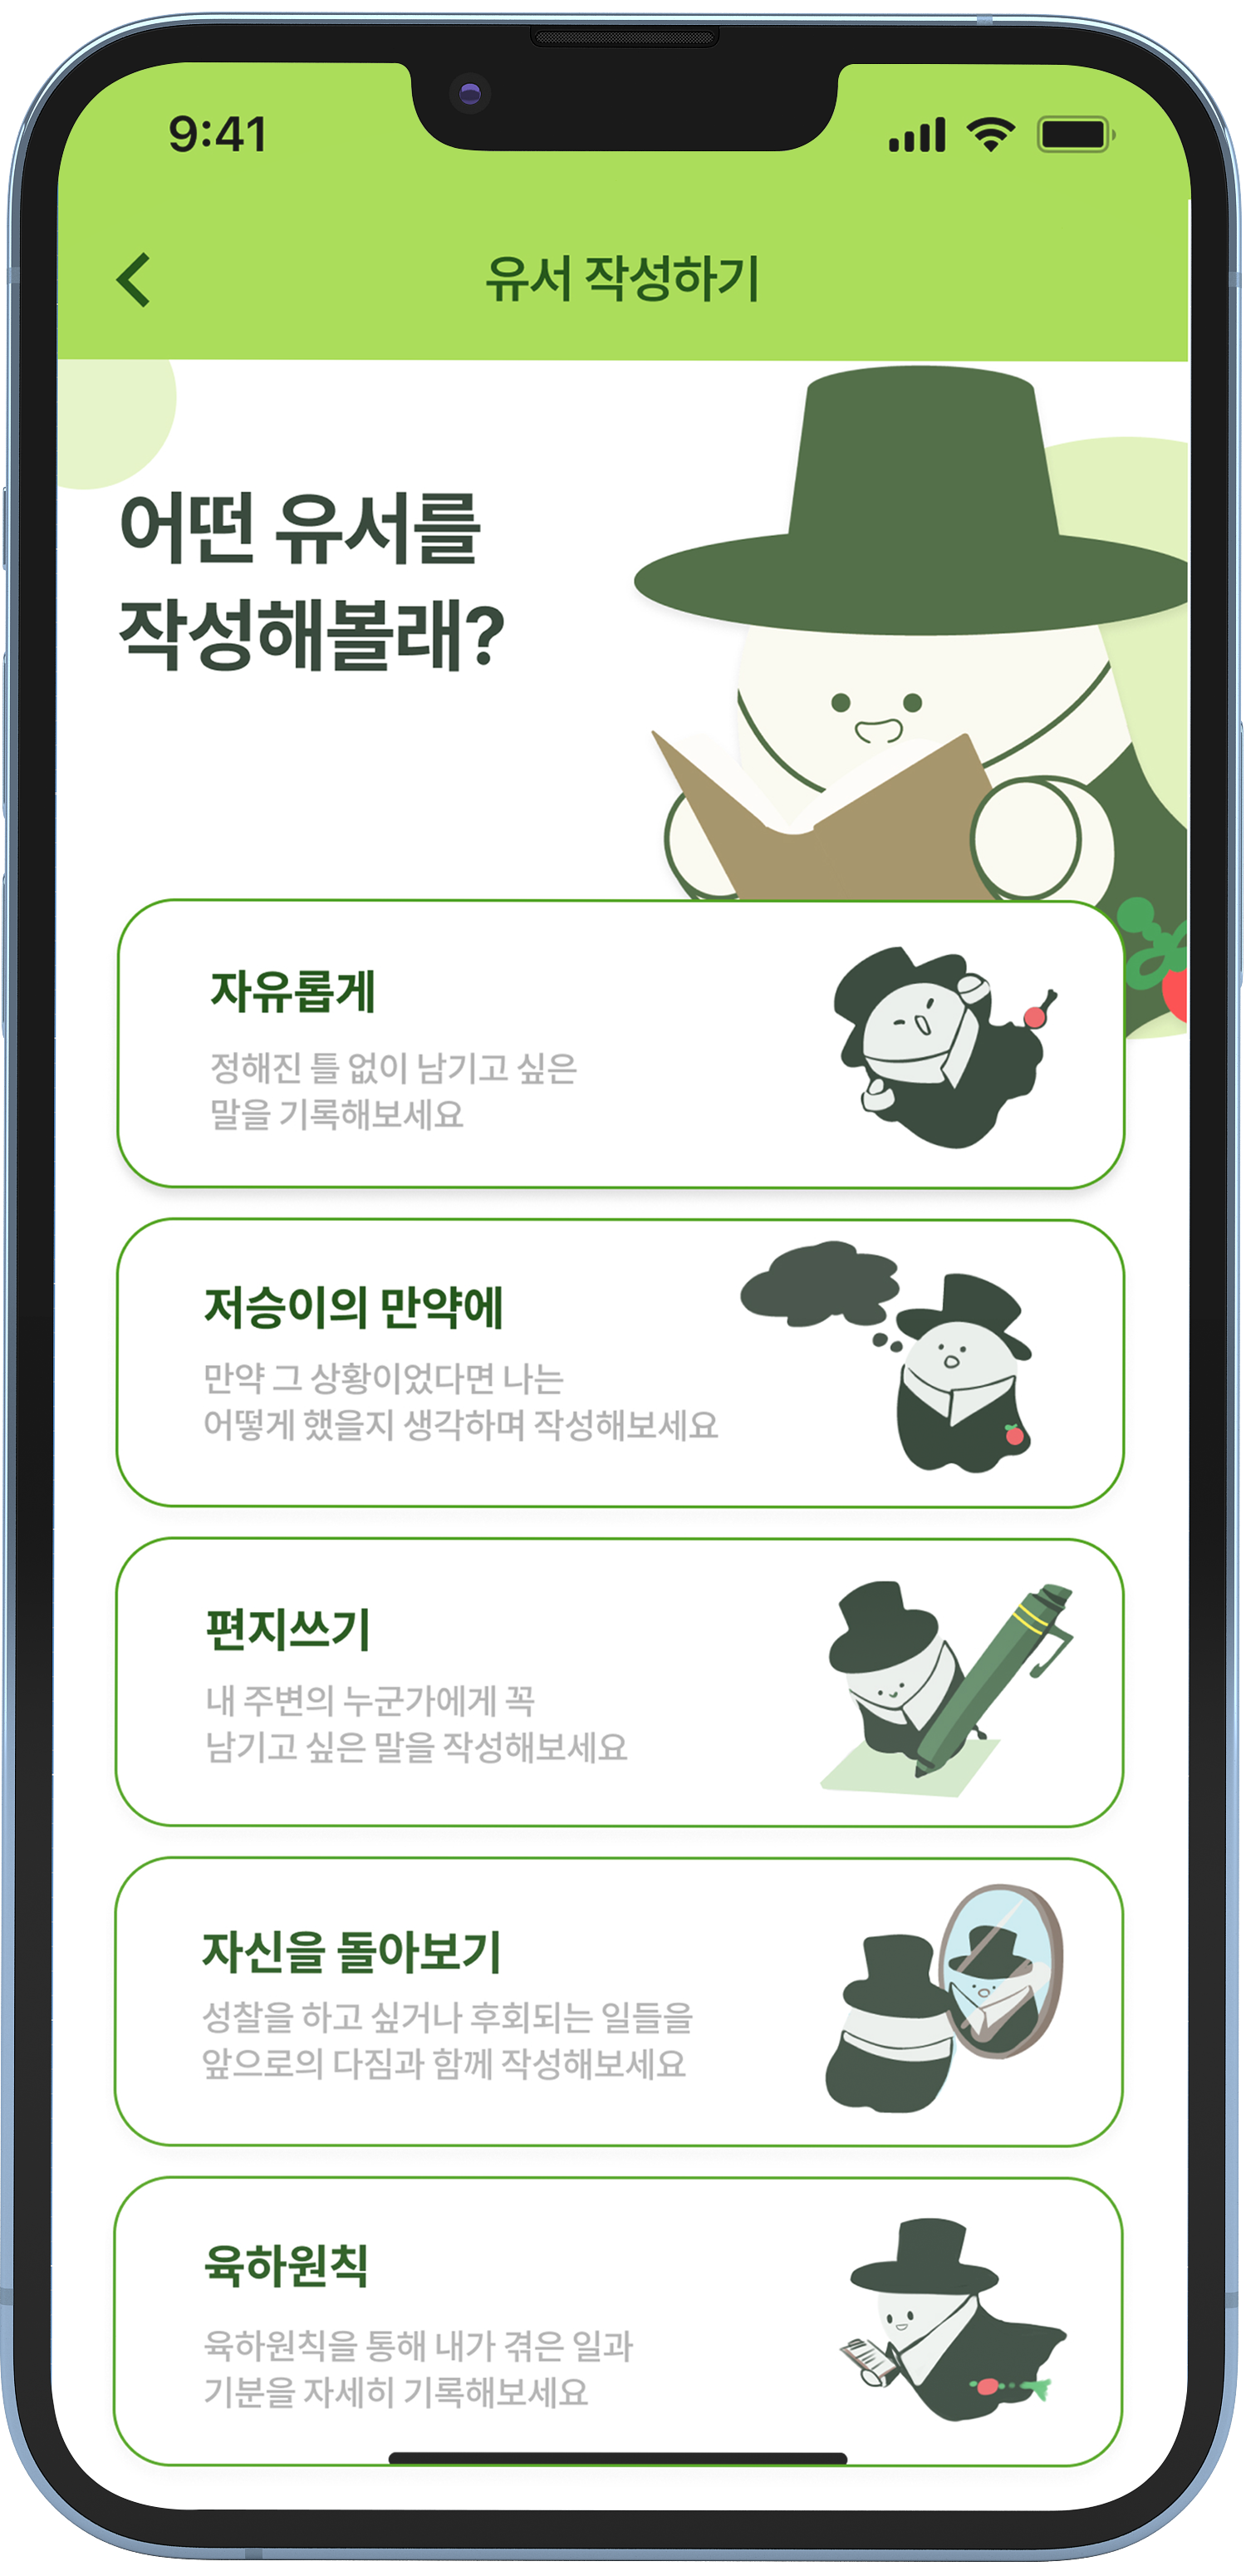 9:41
유서 작성하기
어떤 유서를
작성해볼래?
자유롭게
정해진 틀 없이 남기고 싶은
말을 기록해보세요
저승이의 만약에
만약 그 상황이었다면 나는
어떻게 했을지 생각하며 작성해보세요
편지쓰기
내 주변의 누군가에게 꼭
남기고 싶은 말을 작성해보세요
자신을 돌아보기
성찰을 하고 싶거나 후회되는 일들을
앞으로의 다짐과 함께 작성해보세요
육하원칙
육하원칙을 통해 내가 겪은 일과
기분을 자세히 기록해보세요